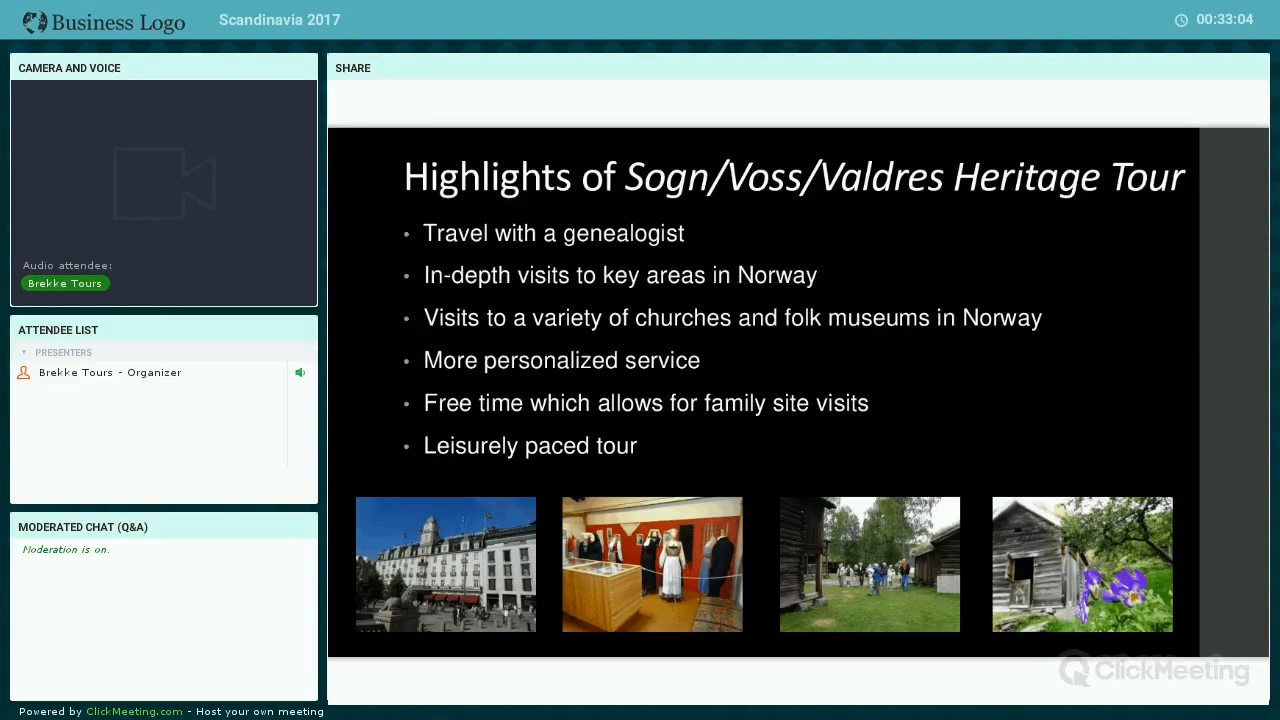 Business Logo
Scandinavia 2017
00:33:04
CAMERA AND VOICE
Audio attendee:
Brekke Tours
ATTENDEE LIST
PRESENTERS
Brekke Tours - Organizer
MODERATED CHAT (Q&A)
Moderation is on.
SHARE
Highlights of Sogn/Voss/Valdres Heritage Tour
• Travel with a genealogist
• In-depth visits to key areas in Norway
• Visits to a variety of churches and folk museums in Norway
• More personalized service
• Free time which allows for family site visits
• Leisurely paced tour
ClickMeeting
Powered by ClickMeeting.com - Host your own meeting